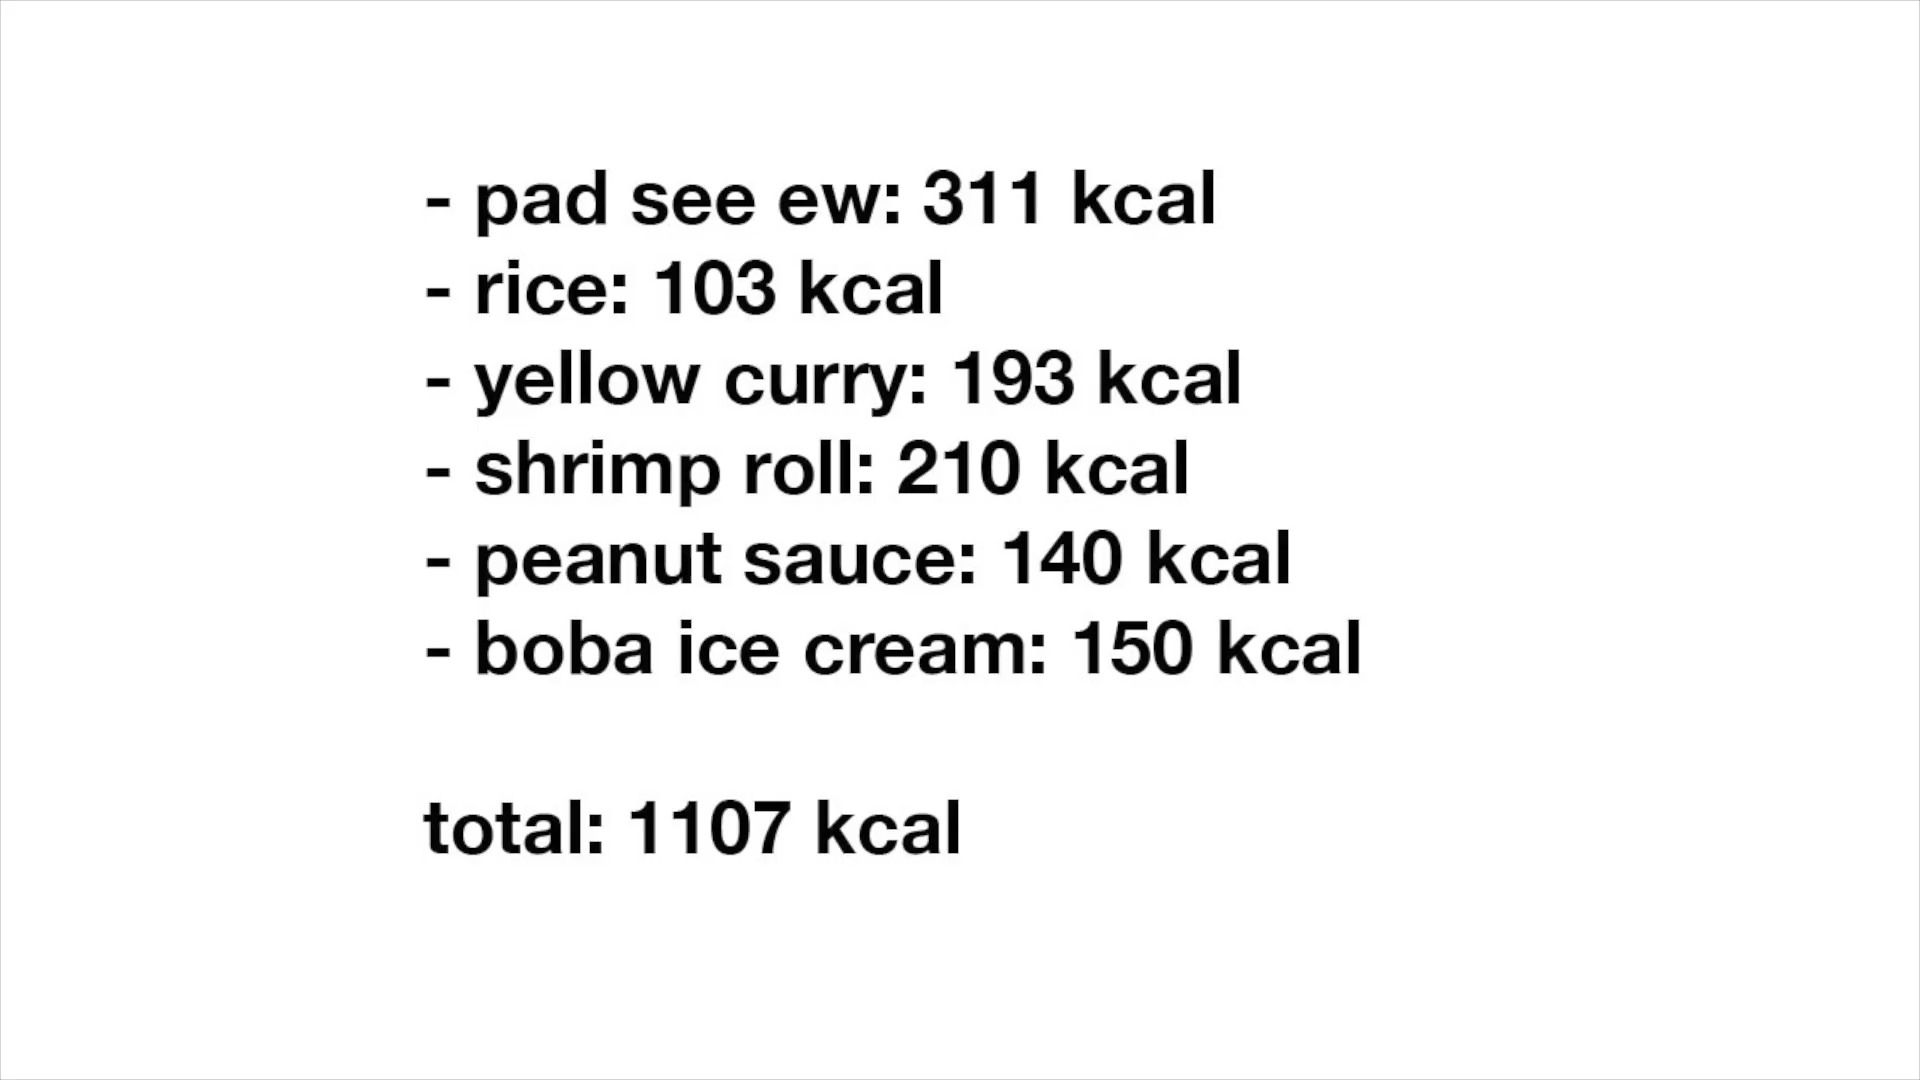 - pad see ew: 311 kcal
- rice: 103 kcal
- yellow curry: 193 kcal
- shrimp roll: 210 kcal
- peanut sauce: 140 kcal
- boba ice cream: 150 kcal
total: 1107 kcal